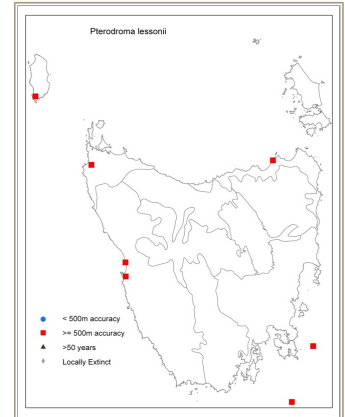 Pterodroma lessonii
< 500m accuracy
>= 500m accuracy
>50 years
Locally Extinct